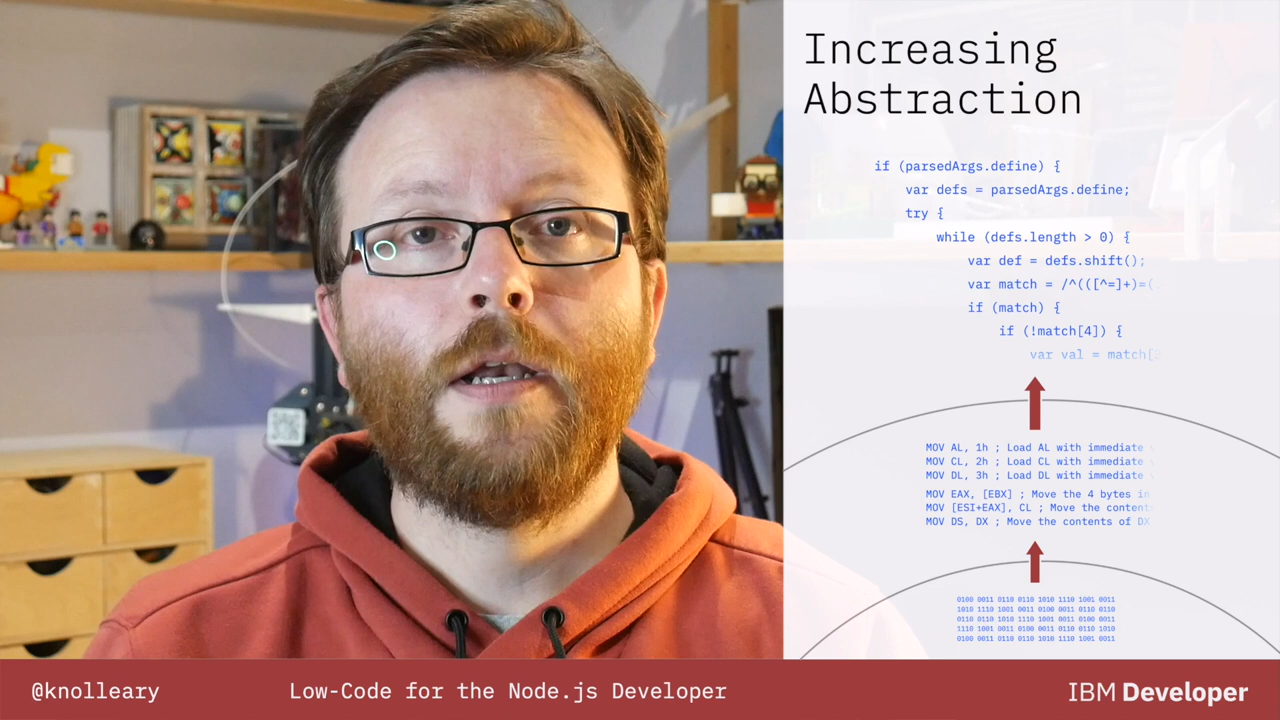 Increasing
Abstraction
if (parsedArgs.define) {
var defs = parsedArgs.define;
try {
while (defs.length > 0) {
var def = defs.shift();
var match = /^(([^=]+)=(
if (match) {
if (!match[4]) {
var val = match[
MOV AL, 1h ; Load AL with immediate
MOV CL, 2h ; Load CL with immediate
MOV DL, 3h ; Load DL with immediate
MOV EAX, [EBX] ; Move the 4 bytes in
MOV [ESI+EAX], CL ; Move the content
MOV DS, DX ; Move the contents of DX
0100 0011 0110 0110 1010 1110 1001 0011
1010 1110 1001 0011 0100 0011 0110 0110
0110 0110 1010 1110 1001 0011 0100 0011
1110 1001 0011 0100 0011 0110 0110 1010
0100 0011 0110 0110 1010 1110 1001 0011
@knolleary
Low-Code for the Node.js Developer
IBM Developer